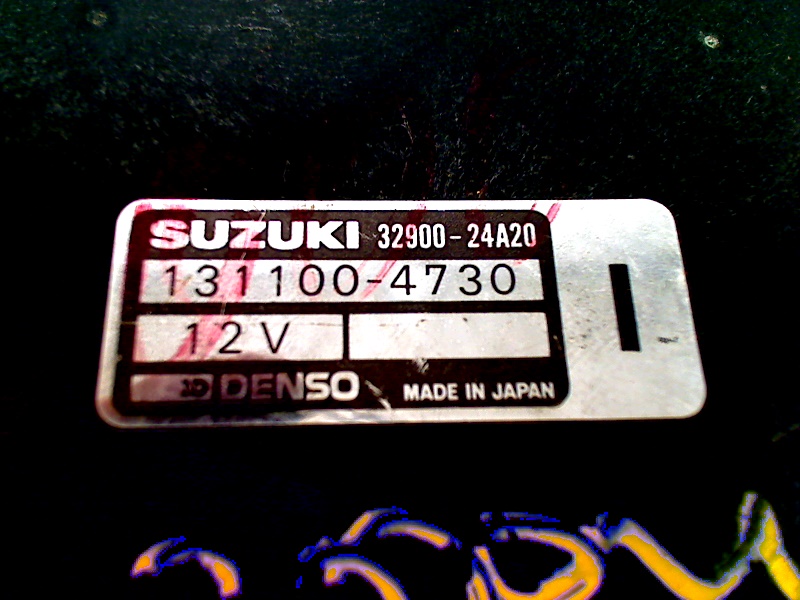 SUZUKI 32900-24A20
131100-4730
12V
DENSO MADE IN JAPAN
I